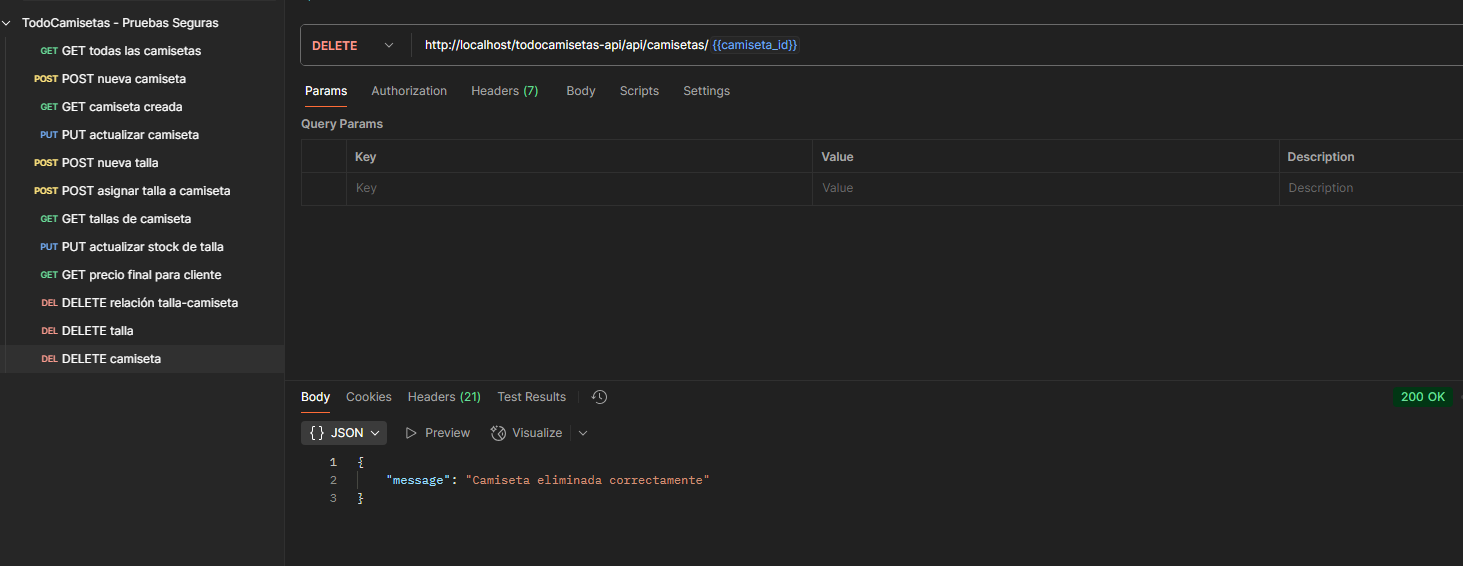 TodoCamisetas - Pruebas Seguras
GET GET todas las camisetas
POST POST nueva camiseta
GET GET camiseta creada
PUT PUT actualizar camiseta
POST POST nueva talla
POST POST asignar talla a camiseta
GET GET tallas de camiseta
PUT PUT actualizar stock de talla
GET GET precio final para cliente
DEL DELETE relación talla-camiseta
DEL DELETE talla
DEL DELETE camiseta
DELETE http://localhost/todocamisetas-api/api/camisetas/ {{camiseta_id}}
Params Authorization Headers (7) Body Scripts Settings
Query Params
Key Value Description
Key Value Description
Body Cookies Headers (21) Test Results 200 OK
{} JSON Preview Visualize
1 {
2 "message": "Camiseta eliminada correctamente"
3 }